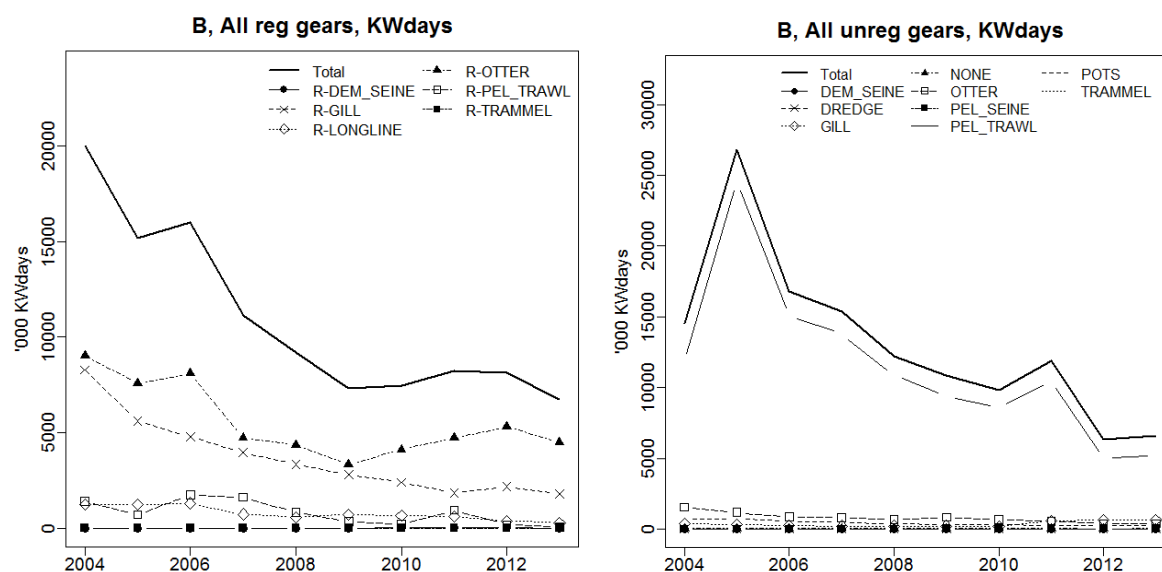 B, All reg gears, KWdays
Total
R-DEM_SEINE
R-GILL
R-LONGLINE
R-OTTER
R-PEL_TRAWL
R-TRAMMEL
'000 KWdays
20000
15000
10000
5000
0
2004 2006 2008 2010 2012
B, All unreg gears, KWdays
Total
DEM_SEINE
DREDGE
GILL
NONE
OTTER
PEL_SEINE
PEL_TRAWL
POTS
TRAMMEL
'000 KWdays
30000
25000
20000
15000
10000
5000
0
2004 2006 2008 2010 2012